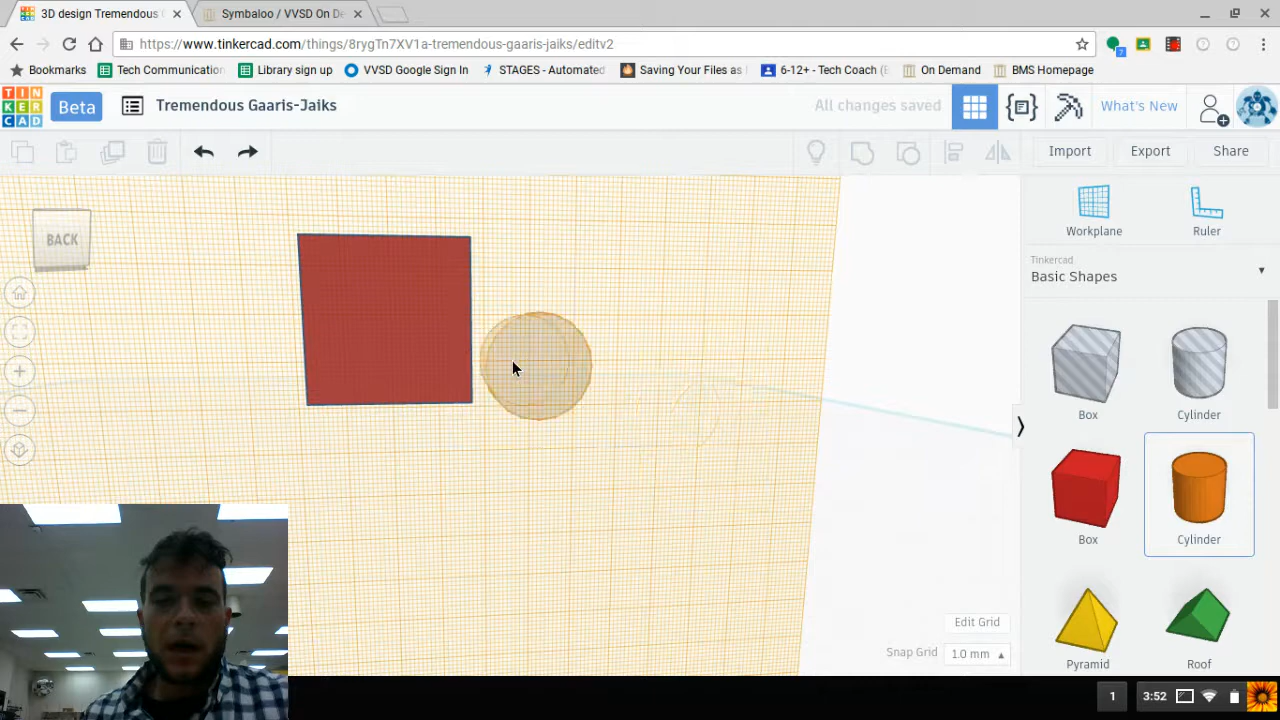 3D design Tremendous G
Symbaloo / VVSD On De
https://www.tinkercad.com/things/8rygTn7XV1a-tremendous-gaaris-jaiks/editv2
Bookmarks
Tech Communication
Library sign up
VVSD Google Sign In
STAGES - Automated
Saving Your Files as
6-12+ - Tech Coach (E
On Demand
BMS Homepage
TIN
KER
CAD
Beta
Tremendous Gaaris-Jaiks
All changes saved
What's New
Import
Export
Share
BACK
Workplane
Ruler
Tinkercad
Basic Shapes
Box
Cylinder
Box
Cylinder
Pyramid
Roof
Edit Grid
Snap Grid
1.0 mm
1
3:52